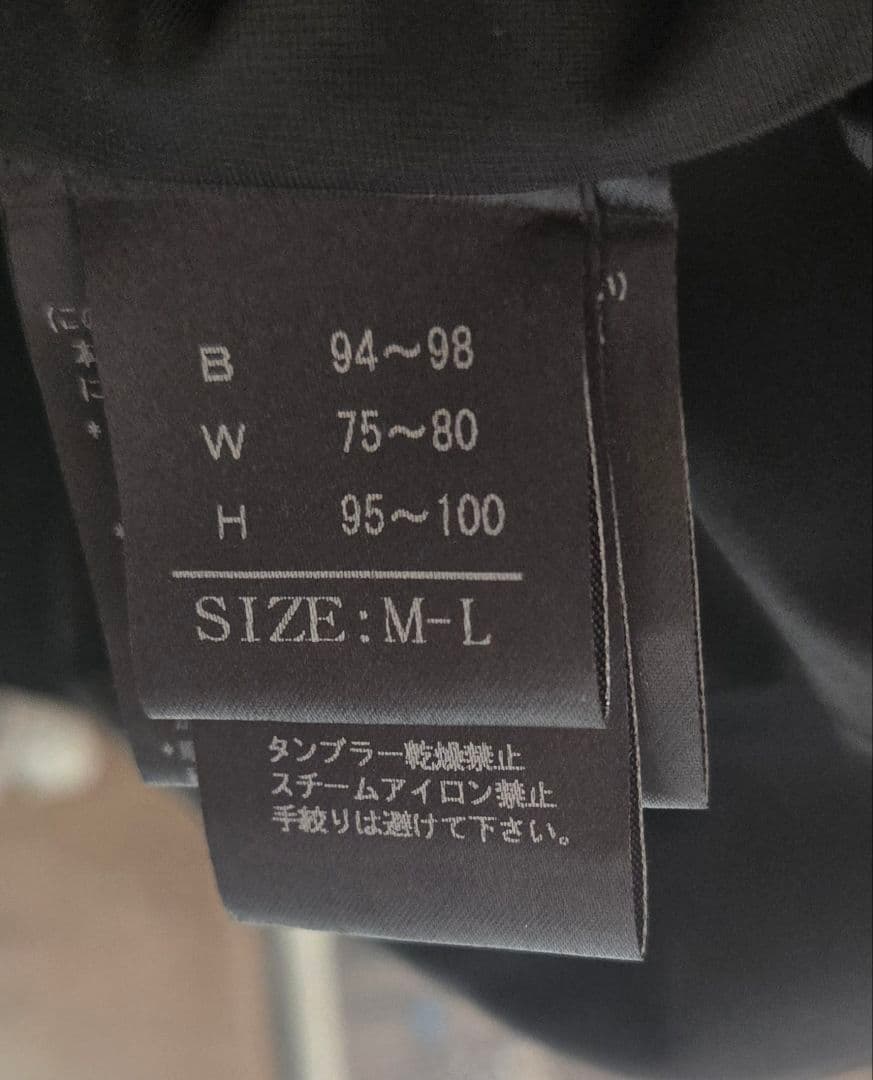 B 94～98
W 75～80
H 95～100
SIZE:M-L
タンブラー乾燥禁止
スチームアイロン禁止
手絞りは避けて下さい。